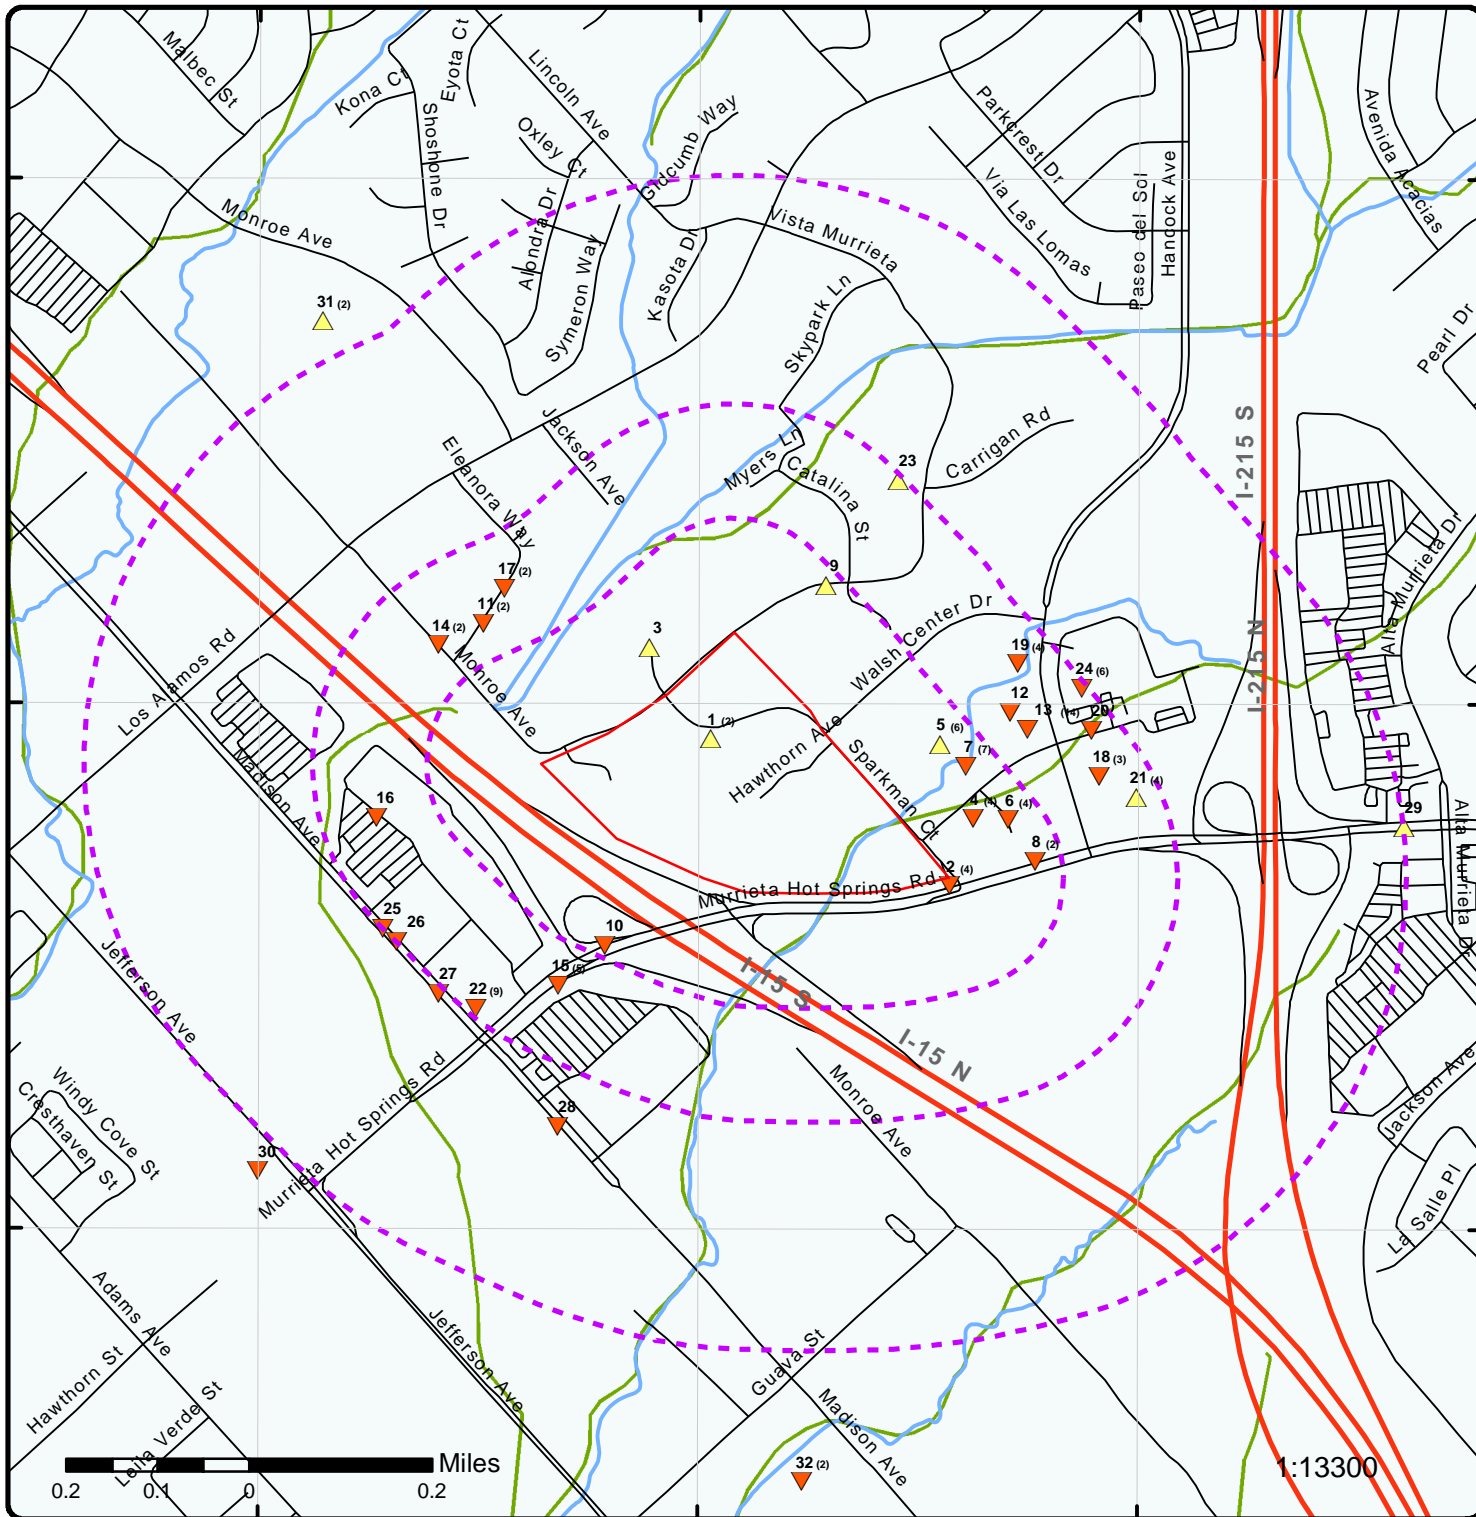 Malbec St
Kona Ct
Eyota Ct
Lincoln Ave
Shoshone Dr
Oxley Ct
Gidcumb Way
Parkcrest Dr
Avenida Acacias
Hancock Ave
Paseo del Sol
Via Las Lomas
Monroe Ave
Alondra Dr
Symeron Way
Kasota Dr
Vista Murrieta
Skypark Ln
31 (2)
Pearl Dr
Jackson Ave
Eleanora Way
Myers Ln
Catalina St
23
Carrigan Rd
I-215 S
Alta Murrieta Dr
17 (2)
9
11 (2)
14 (2)
3
Walsh Center Dr
I-215 N
19 (4)
24 (6)
Los Alamos Rd
Monroe Ave
1 (2)
Hawthorn Ave
Sparkman Ct
12
13 (14)
20
5 (6)
7 (7)
18 (3)
21 (4)
Madison Ave
16
4 (4)
6 (4)
29
8 (2)
2 (4)
Alta Murrieta Dr
Murrieta Hot Springs Rd
25
26
10
Jefferson Ave
15 (5)
27
22 (9)
I-15 S
I-15 N
Windy Cove St
Cresthaven St
Murrieta Hot Springs Rd
28
Monroe Ave
Jackson Ave
30
La Salle Pl
Adams Ave
Jefferson Ave
Hawthorn St
Leila Verde St
Guava St
Madison Ave
32 (2)
0.2 0.1 0 0.2
Miles
1:13300